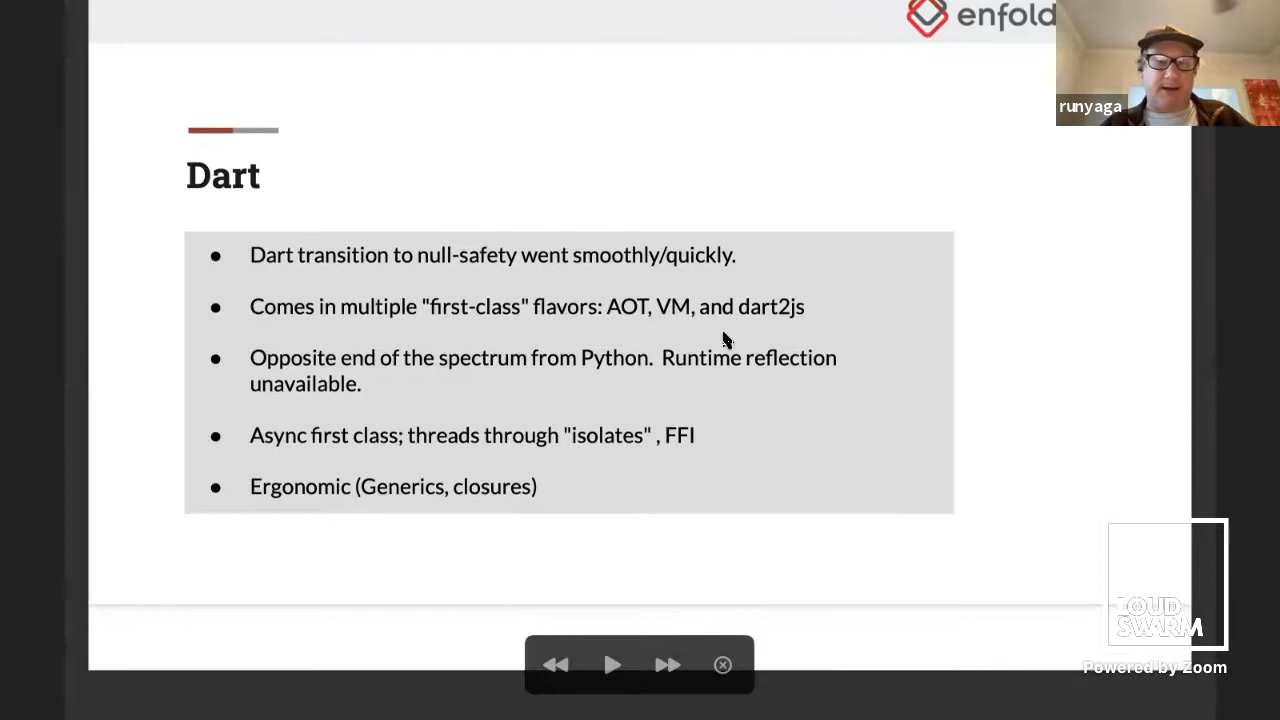 enfold
runyaga
Dart
● Dart transition to null-safety went smoothly/quickly.
● Comes in multiple "first-class" flavors: AOT, VM, and dart2js
● Opposite end of the spectrum from Python.  Runtime reflection
unavailable.
● Async first class; threads through "isolates" , FFI
● Ergonomic (Generics, closures)
LOUD
SWARM
Powered by Zoom